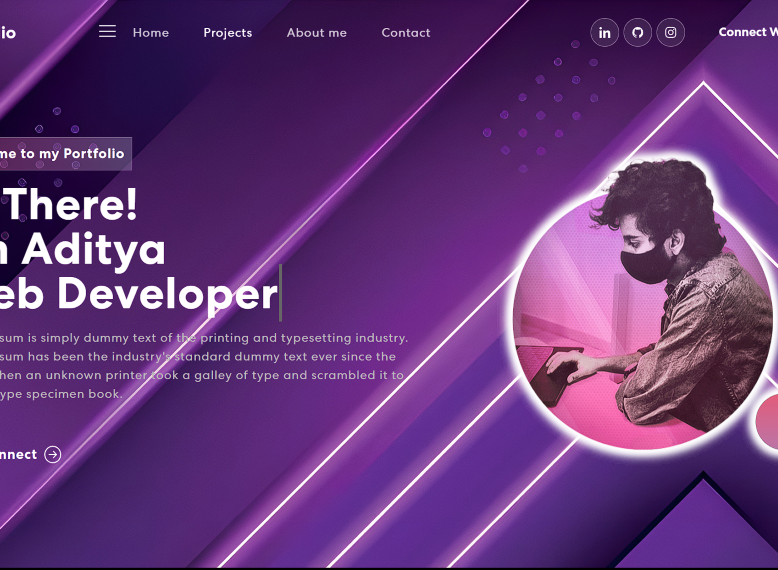 io
Home Projects About me Contact
in
Connect W
me to my Portfolio
There!
n Aditya
eb Developer
sum is simply dummy text of the printing and typesetting industry.
sum has been the industry's standard dummy text ever since the
hen an unknown printer took a galley of type and scrambled it to
ype specimen book.
nnect